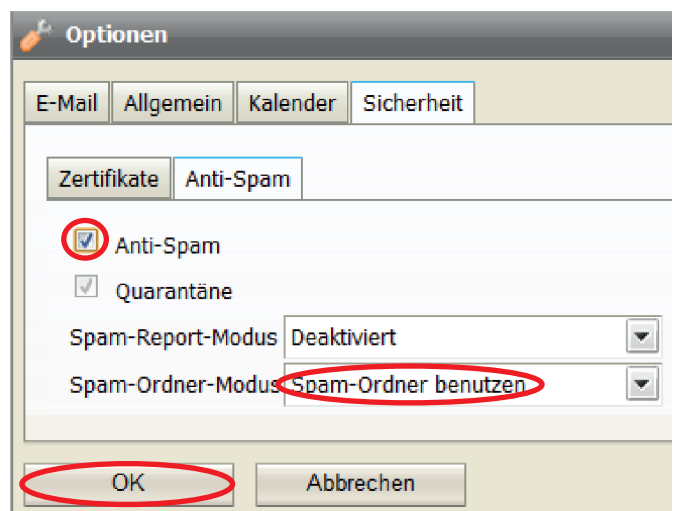 Optionen
E-Mail Allgemein Kalender Sicherheit
Zertifikate Anti-Spam
Anti-Spam
Quarantäne
Spam-Report-Modus Deaktiviert
Spam-Ordner-Modus Spam-Ordner benutzen
OK Abbrechen